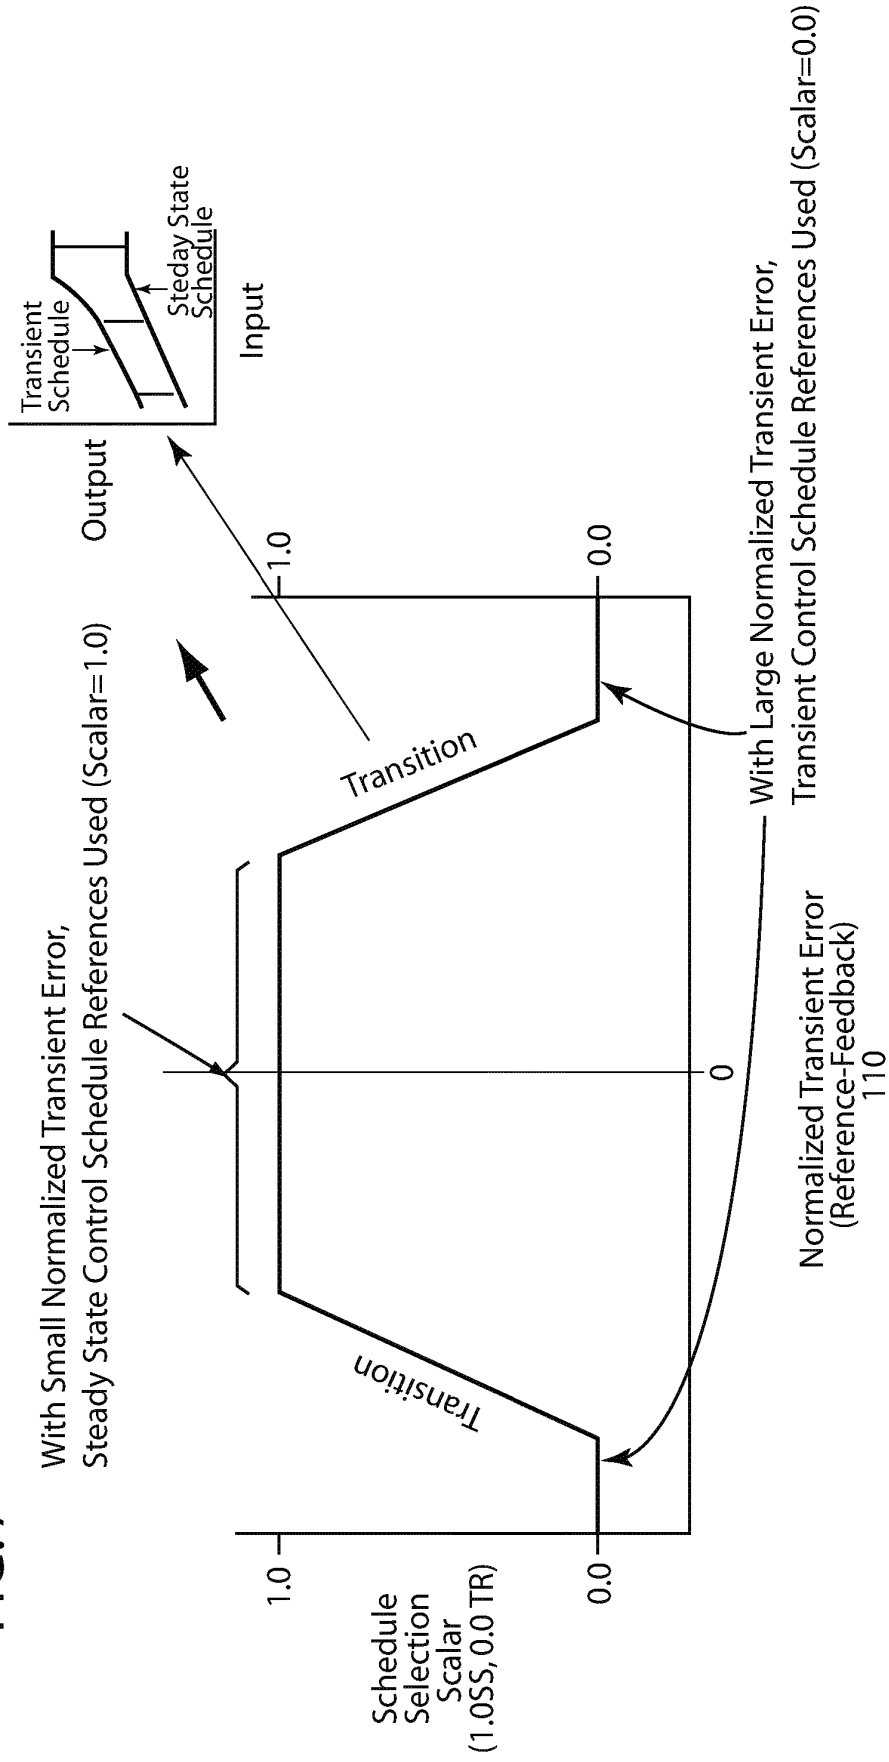 With Small Normalized Transient Error,
Steady State Control Schedule References Used (Scalar=1.0)
Output
Transient
Schedule
Steday State
Schedule
Input
1.0
1.0
Schedule
Selection
Scalar
(1.0SS, 0.0 TR)
Transition
Transition
0.0
0.0
0
With Large Normalized Transient Error,
Transient Control Schedule References Used (Scalar=0.0)
Normalized Transient Error
(Reference-Feedback)
110